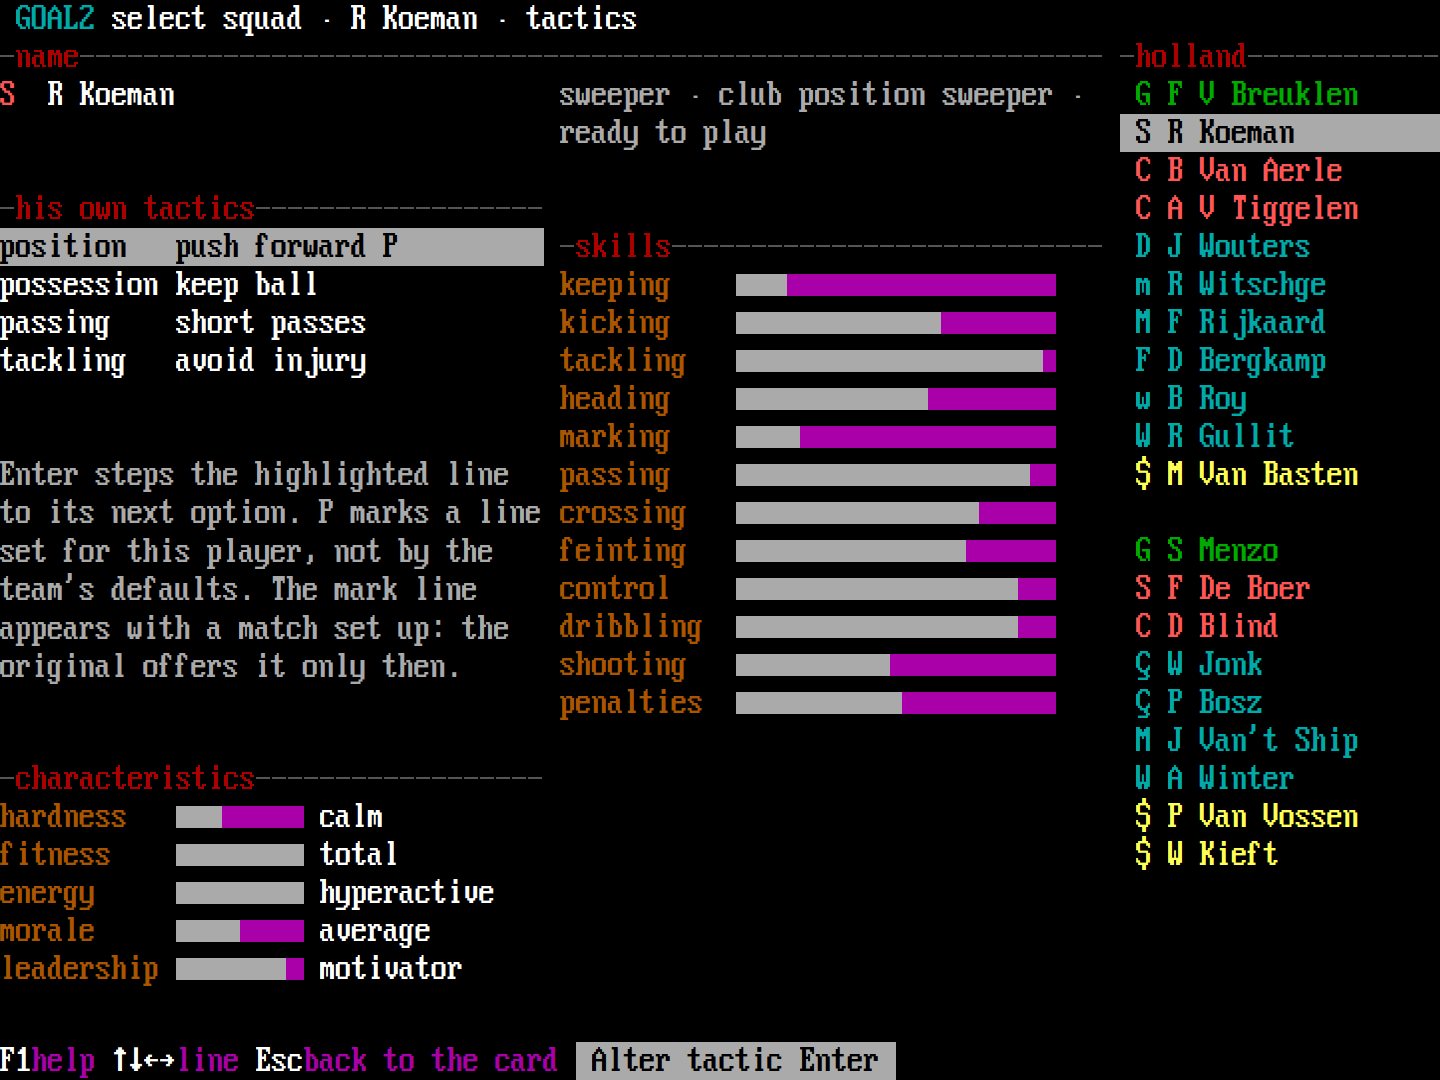 GOAL2 select squad · R Koeman · tactics
name
S R Koeman
sweeper · club position sweeper ·
ready to play
his own tactics
position push forward P
possession keep ball
passing short passes
tackling avoid injury
Enter steps the highlighted line
to its next option. P marks a line
set for this player, not by the
team's defaults. The mark line
appears with a match set up: the
original offers it only then.
characteristics
hardness calm
fitness total
energy hyperactive
morale average
leadership motivator
skills
keeping
kicking
tackling
heading
marking
passing
crossing
feinting
control
dribbling
shooting
penalties
holland
G F V Breuklen
S R Koeman
C B Van Aerle
C A V Tiggelen
D J Wouters
m R Witschge
M F Rijkaard
F D Bergkamp
w B Roy
W R Gullit
$ M Van Basten
G S Menzo
S F De Boer
C D Blind
Ç W Jonk
Ç P Bosz
M J Van't Ship
W A Winter
$ P Van Vossen
$ W Kieft
F1help ↑↓←→line Escback to the card Alter tactic Enter